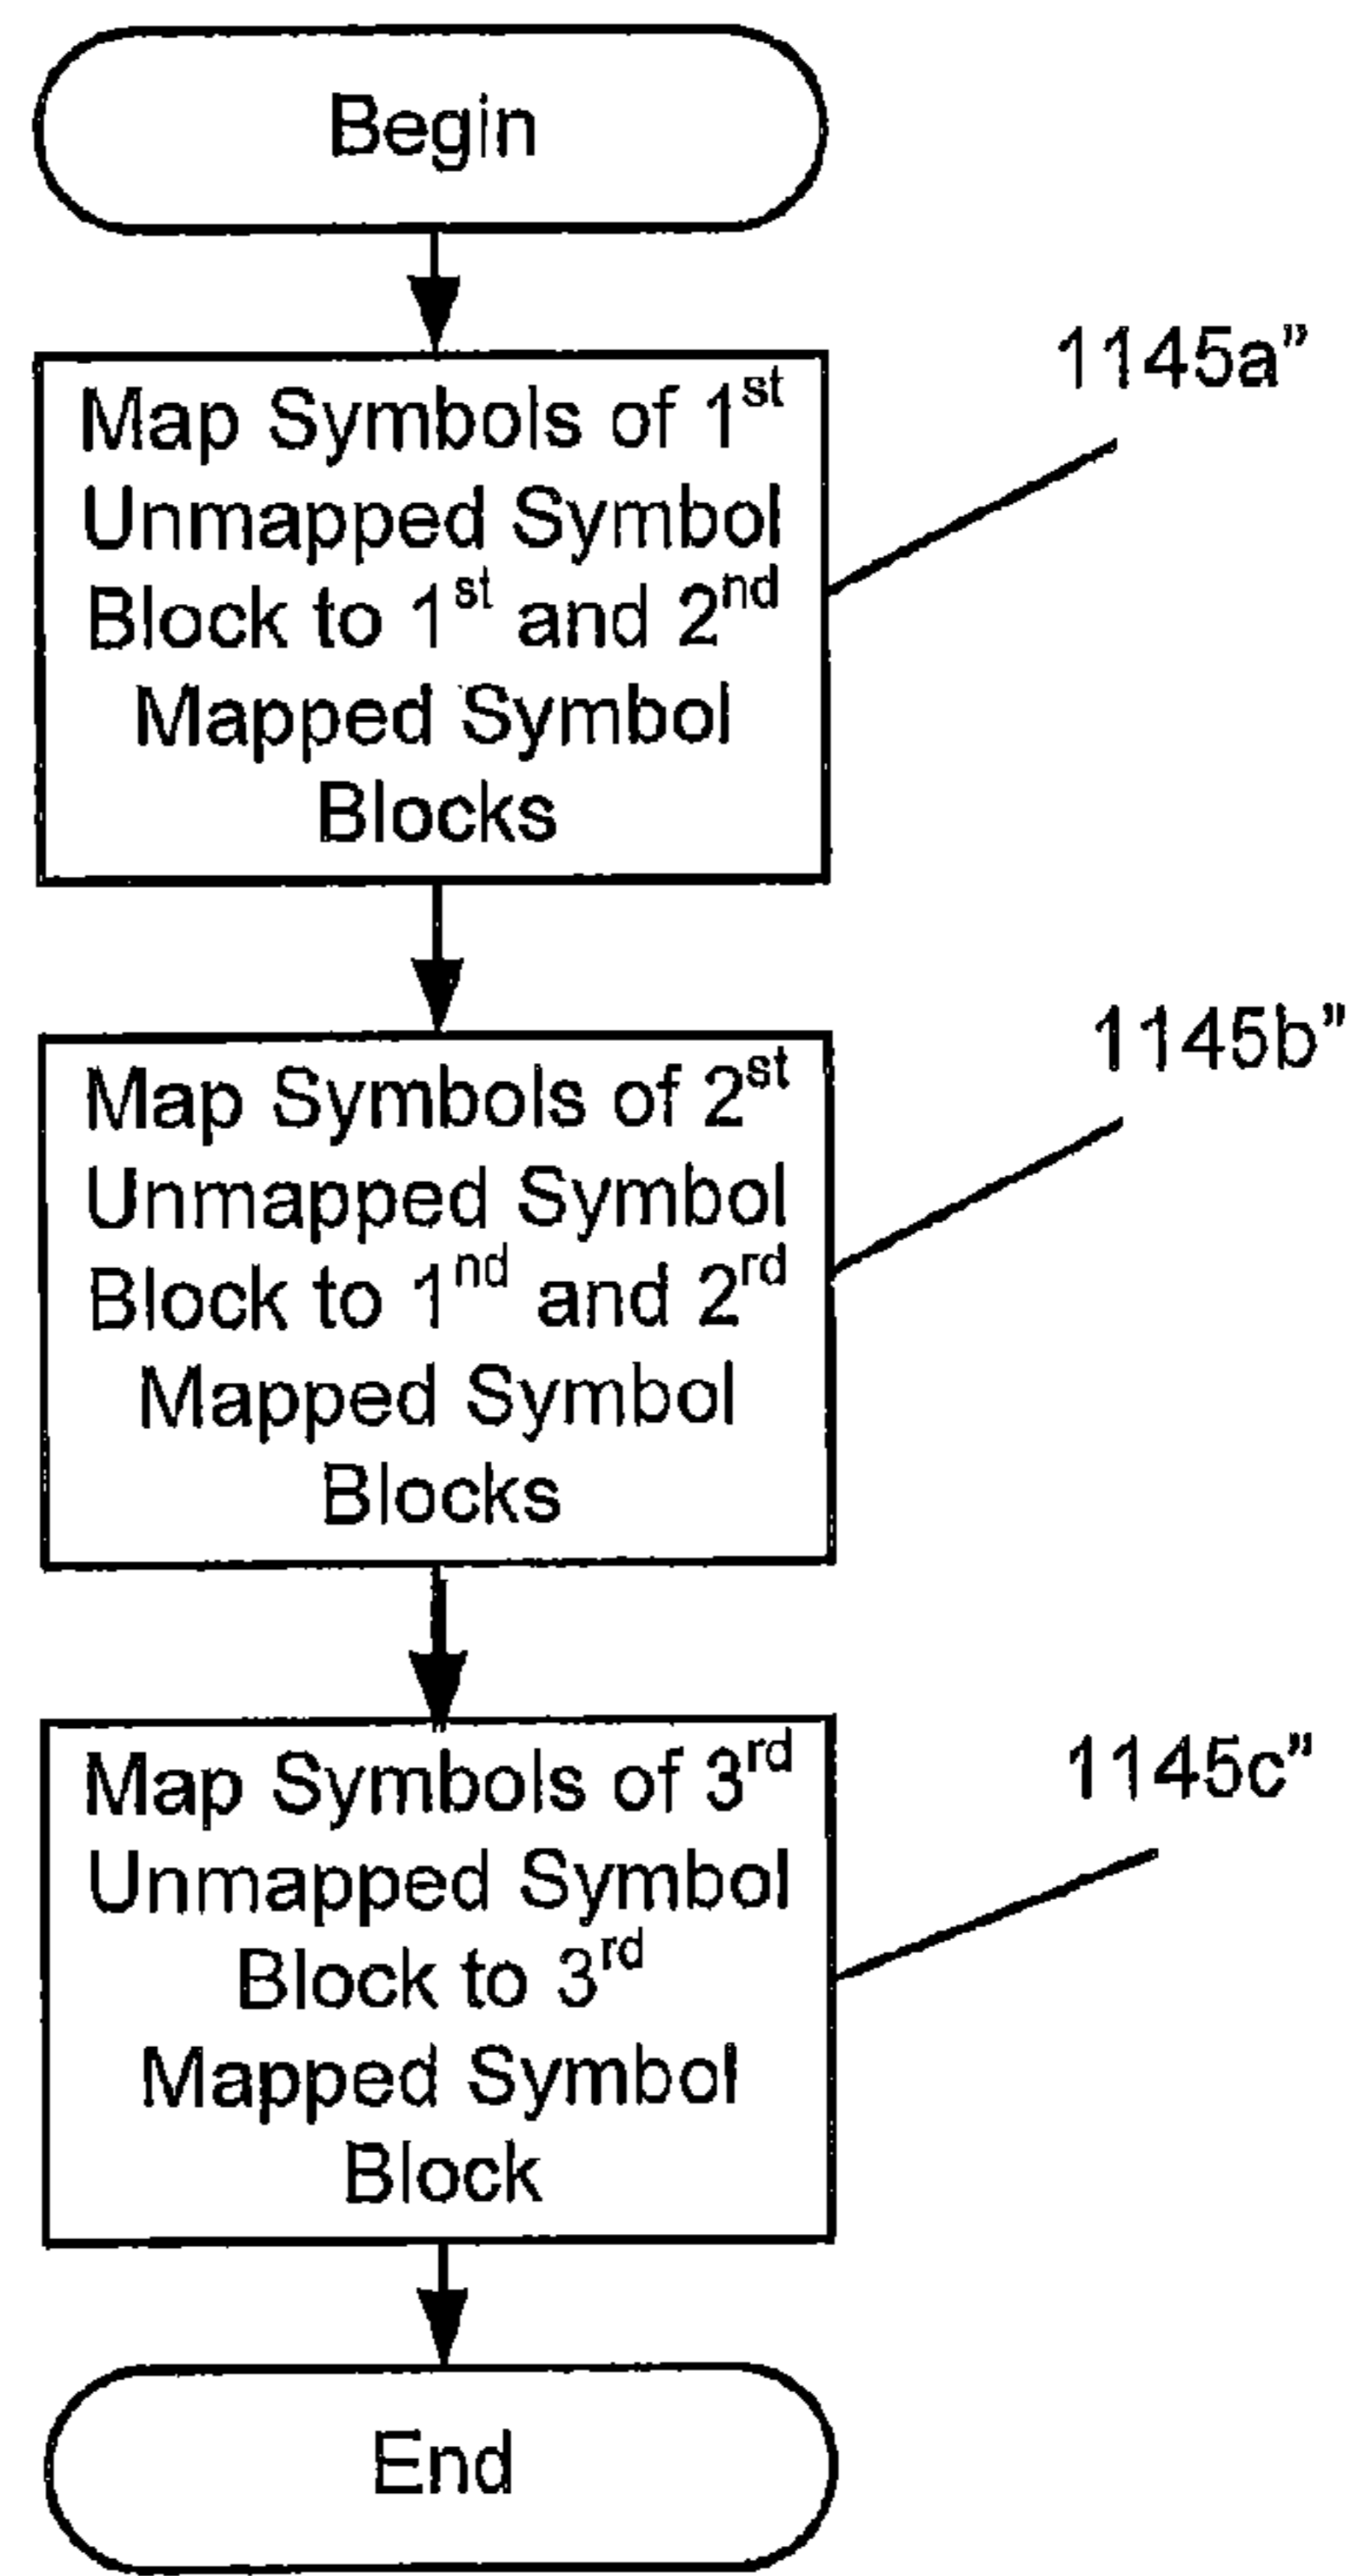 Begin
1145a”
Map Symbols of 1st
Unmapped Symbol
Block to 1st and 2nd
Mapped Symbol
Blocks
1145b”
Map Symbols of 2st
Unmapped Symbol
Block to 1nd and 2rd
Mapped Symbol
Blocks
1145c”
Map Symbols of 3rd
Unmapped Symbol
Block to 3rd
Mapped Symbol
Block
End